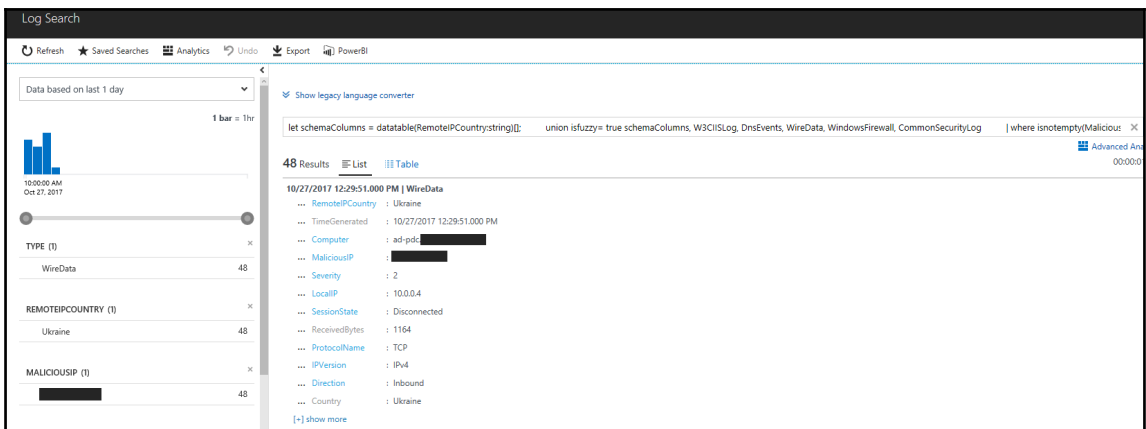 Log Search
Refresh Saved Searches Analytics Undo Export PowerBI
Data based on last 1 day
1 bar = 1hr
10:00:00 AM
Oct 27, 2017
TYPE (1)
WireData 48
REMOTEIPCOUNTRY (1)
Ukraine 48
MALICIOUSIP (1)
48
Show legacy language converter
let schemaColumns = datatable(RemoteIPCountry:string)[]; union isfuzzy= true schemaColumns, W3CIISLog, DnsEvents, WireData, WindowsFirewall, CommonSecurityLog | where isnotempty(Malicious
Advanced Ana
48 Results List Table
00:00:0
10/27/2017 12:29:51.000 PM | WireData
... RemoteIPCountry : Ukraine
... TimeGenerated : 10/27/2017 12:29:51.000 PM
... Computer : ad-pdc.
... MaliciousIP :
... Severity : 2
... LocalIP : 10.0.0.4
... SessionState : Disconnected
... ReceivedBytes : 1164
... ProtocolName : TCP
... IPVersion : IPv4
... Direction : Inbound
... Country : Ukraine
[+] show more